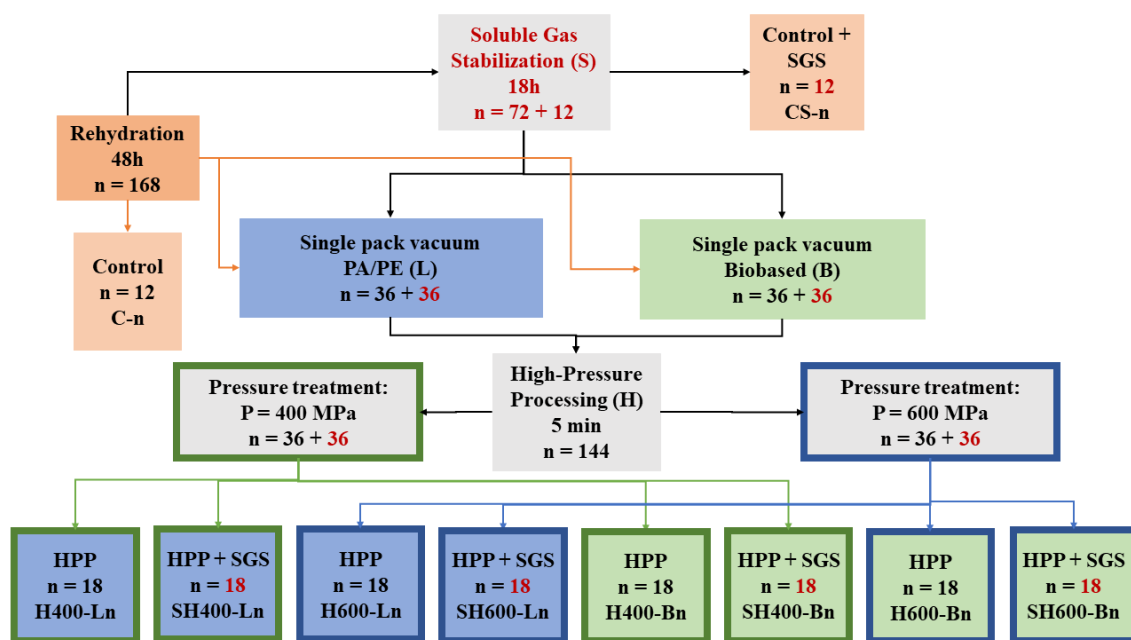 Soluble Gas
Stabilization (S)
18h
n = 72 + 12
Control +
SGS
n = 12
CS-n
Rehydration
48h
n = 168
Control
n = 12
C-n
Single pack vacuum
PA/PE (L)
n = 36 + 36
Single pack vacuum
Biobased (B)
n = 36 + 36
Pressure treatment:
P = 400 MPa
n = 36 + 36
High-Pressure
Processing (H)
5 min
n = 144
Pressure treatment:
P = 600 MPa
n = 36 + 36
HPP
n = 18
H400-Ln
HPP + SGS
n = 18
SH400-Ln
HPP
n = 18
H600-Ln
HPP + SGS
n = 18
SH600-Ln
HPP
n = 18
H400-Bn
HPP + SGS
n = 18
SH400-Bn
HPP
n = 18
H600-Bn
HPP + SGS
n = 18
SH600-Bn